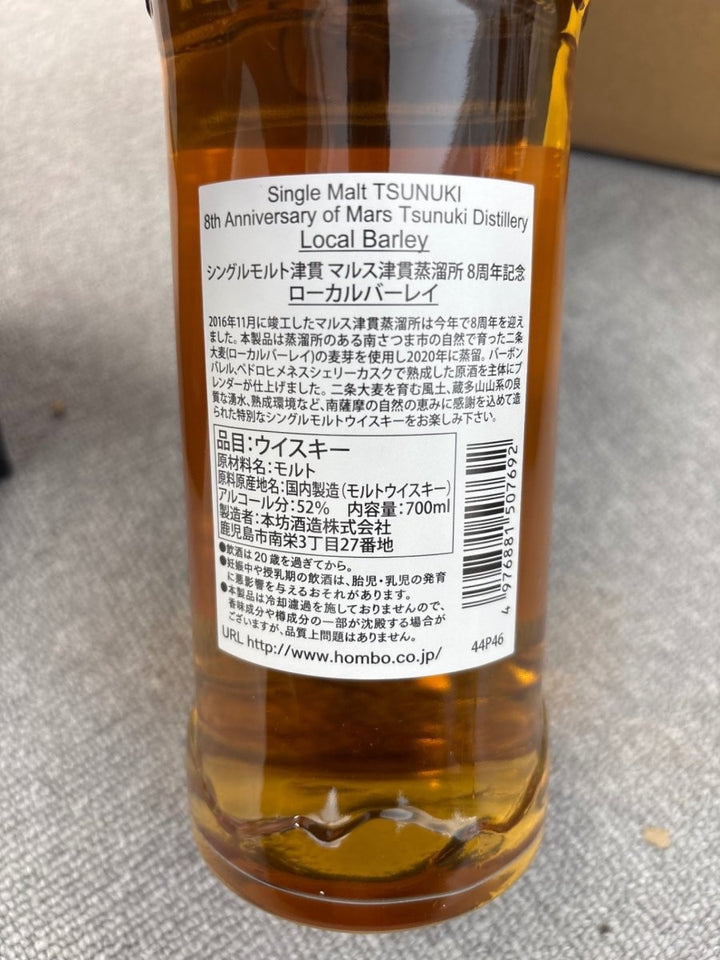 Single Malt TSUNUKI
8th Anniversary of Mars Tsunuki Distillery
Local Barley
シングルモルト津貫 マルス津貫蒸溜所 8周年記念
ローカルバーレイ
2016年11月に竣工したマルス津貫蒸溜所は今年で8周年を迎え
ました。本製品は蒸溜所のある南さつま市の自然で育った二条
大麦(ローカルバーレイ)の麦芽を使用し2020年に蒸留。バーボン
バレル、ペドロヒメネスシェリーカスクで熟成した原酒を主体にブ
レンダーが仕上げました。二条大麦を育む風土、蔵多山山系の良
質な湧水、熟成環境など、南薩摩の自然の恵みに感謝を込めて造
られた特別なシングルモルトウイスキーをお楽しみ下さい。
品目：ウイスキー
原材料名：モルト
原料原産地名：国内製造（モルトウイスキー）
アルコール分：52% 内容量：700ml
製造者：本坊酒造株式会社
鹿児島市南栄3丁目27番地
●飲酒は20歳を過ぎてから。
●妊娠中や授乳期の飲酒は、胎児・乳児の発育
に悪影響を与えるおそれがあります。
●本製品は冷却濾過を施しておりませんので、
香味成分や樽成分の一部が沈殿する場合が
ございますが、品質上問題はありません。
URL http://www.hombo.co.jp/
44P46
4 976881 507692